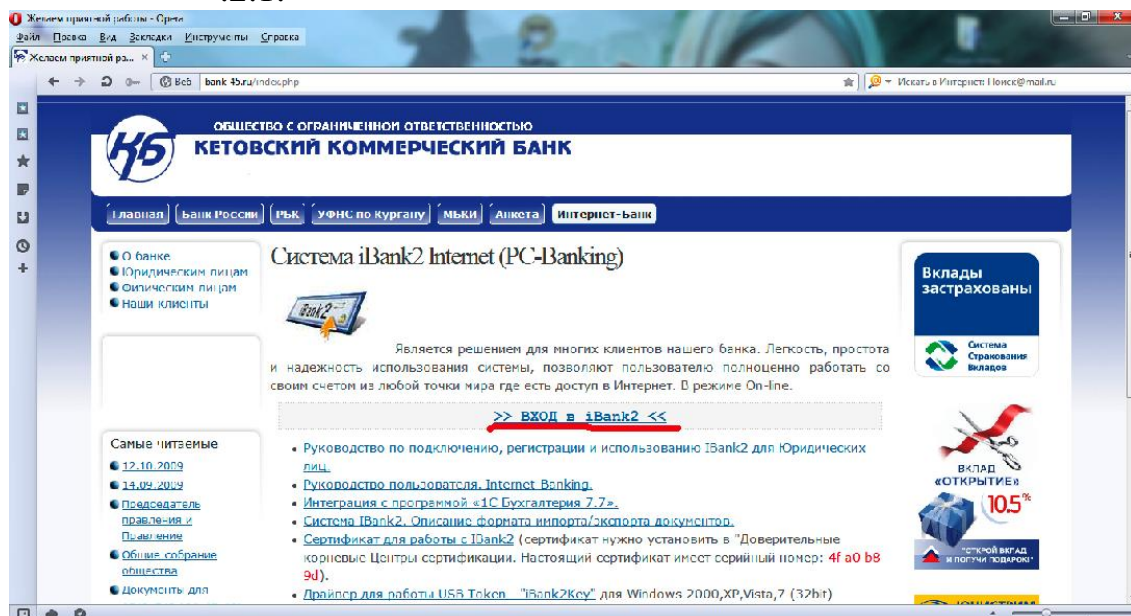 Желаем приятной работы - Opera
Файл Правка Вид Закладки Инструменты Справка
Желаем приятной ра...
Веб bank-45.ru/index.php
Искать в Интернет: Поиск@mail.ru
КБ
ОБЩЕСТВО С ОГРАНИЧЕННОЙ ОТВЕТСТВЕННОСТЬЮ
КЕТОВСКИЙ КОММЕРЧЕСКИЙ БАНК
Главная Банк России РБК УФНС по Кургану МБКИ Анкета Интернет-Банк
О банке
Юридическим лицам
Физическим лицам
Наши клиенты
Система iBank2 Internet (PC-Banking)
iBank2
Является решением для многих клиентов нашего банка. Легкость, простота
и надежность использования системы, позволяют пользователю полноценно работать со
своим счетом из любой точки мира где есть доступ в Интернет. В режиме On-line.
>> ВХОД в iBank2 <<
Руководство по подключению, регистрации и использованию IBank2 для Юридических
лиц.
Руководство пользователя. Internet Banking.
Интеграция с программой «1С Бухгалтерия 7.7».
Система IBank2. Описание формата импорта/экспорта документов.
Сертификат для работы с IBank2 (сертификат нужно установить в "Доверительные
корневые Центры сертификации. Настоящий сертификат имеет серийный номер: 4f a0 b8
9d).
Драйвер для работы USB Token "iBank2Key" для Windows 2000,XP,Vista,7 (32bit)
Самые читаемые
12.10.2009
14.09.2009
Председатель
правления и
Правление
Общие собрание
общества
Документы для
Вклады
застрахованы
Система
Страхования
Вкладов
ВКЛАД
«ОТКРЫТИЕ»
10.5%
"ОТКРОЙ ВКЛАД
И ПОЛУЧИ ПОДАРОК!"